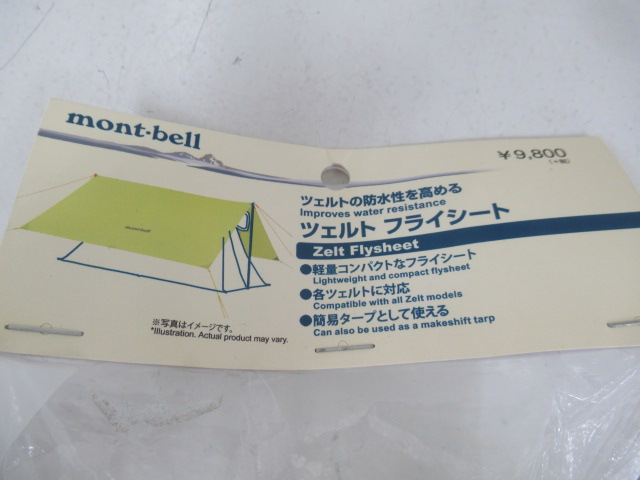 mont-bell
¥9,800
(+税)
ツェルトの防水性を高める
Improves water resistance
ツェルト フライシート
Zelt Flysheet
●軽量コンパクトなフライシート
Lightweight and compact flysheet
●各ツェルトに対応
Compatible with all Zelt models
●簡易タープとして使える
Can also be used as a makeshift tarp
mont-bell
※写真はイメージです。
*Illustration. Actual product may vary.